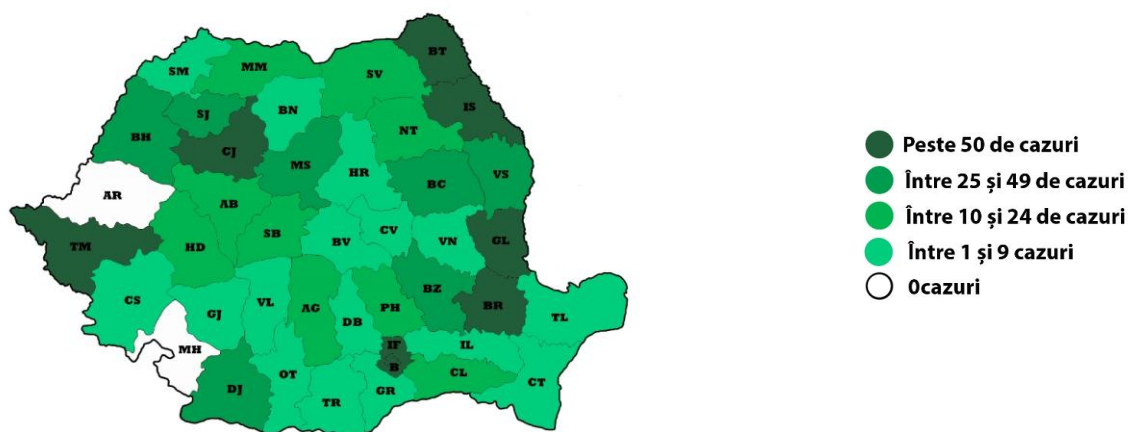 BT
SM
MM
SV
IS
SJ
BN
BH
CJ
NT
MS
HR
BC
VS
AR
AB
TM
HD
SB
BV
CV
VN
GL
CS
GJ
VL
AG
DB
PH
BZ
BR
TL
MH
IF
IL
B
CL
DJ
OT
TR
GR
CT
Peste 50 de cazuri
Între 25 și 49 de cazuri
Între 10 și 24 de cazuri
Între 1 și 9 cazuri
0cazuri